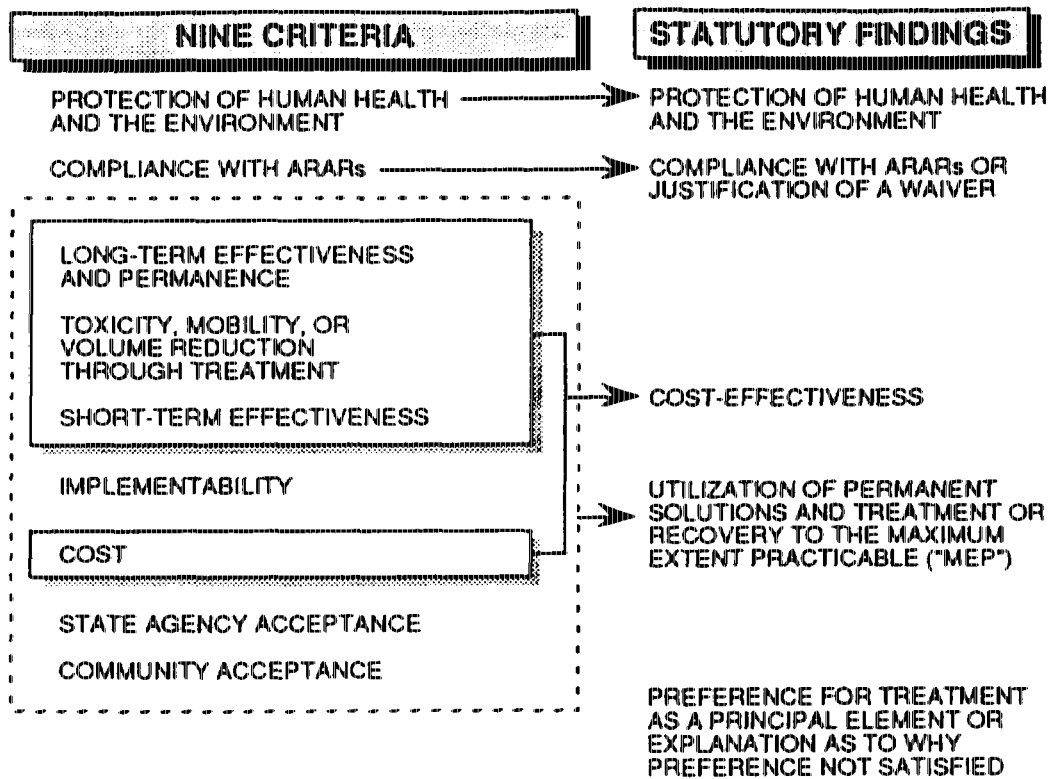 NINE CRITERIA
PROTECTION OF HUMAN HEALTH
AND THE ENVIRONMENT
COMPLIANCE WITH ARARs
LONG-TERM EFFECTIVENESS
AND PERMANENCE
TOXICITY, MOBILITY, OR
VOLUME REDUCTION
THROUGH TREATMENT
SHORT-TERM EFFECTIVENESS
IMPLEMENTABILITY
COST
STATE AGENCY ACCEPTANCE
COMMUNITY ACCEPTANCE
STATUTORY FINDINGS
PROTECTION OF HUMAN HEALTH
AND THE ENVIRONMENT
COMPLIANCE WITH ARARs OR
JUSTIFICATION OF A WAIVER
COST-EFFECTIVENESS
UTILIZATION OF PERMANENT
SOLUTIONS AND TREATMENT OR
RECOVERY TO THE MAXIMUM
EXTENT PRACTICABLE ("MEP")
PREFERENCE FOR TREATMENT
AS A PRINCIPAL ELEMENT OR
EXPLANATION AS TO WHY
PREFERENCE NOT SATISFIED